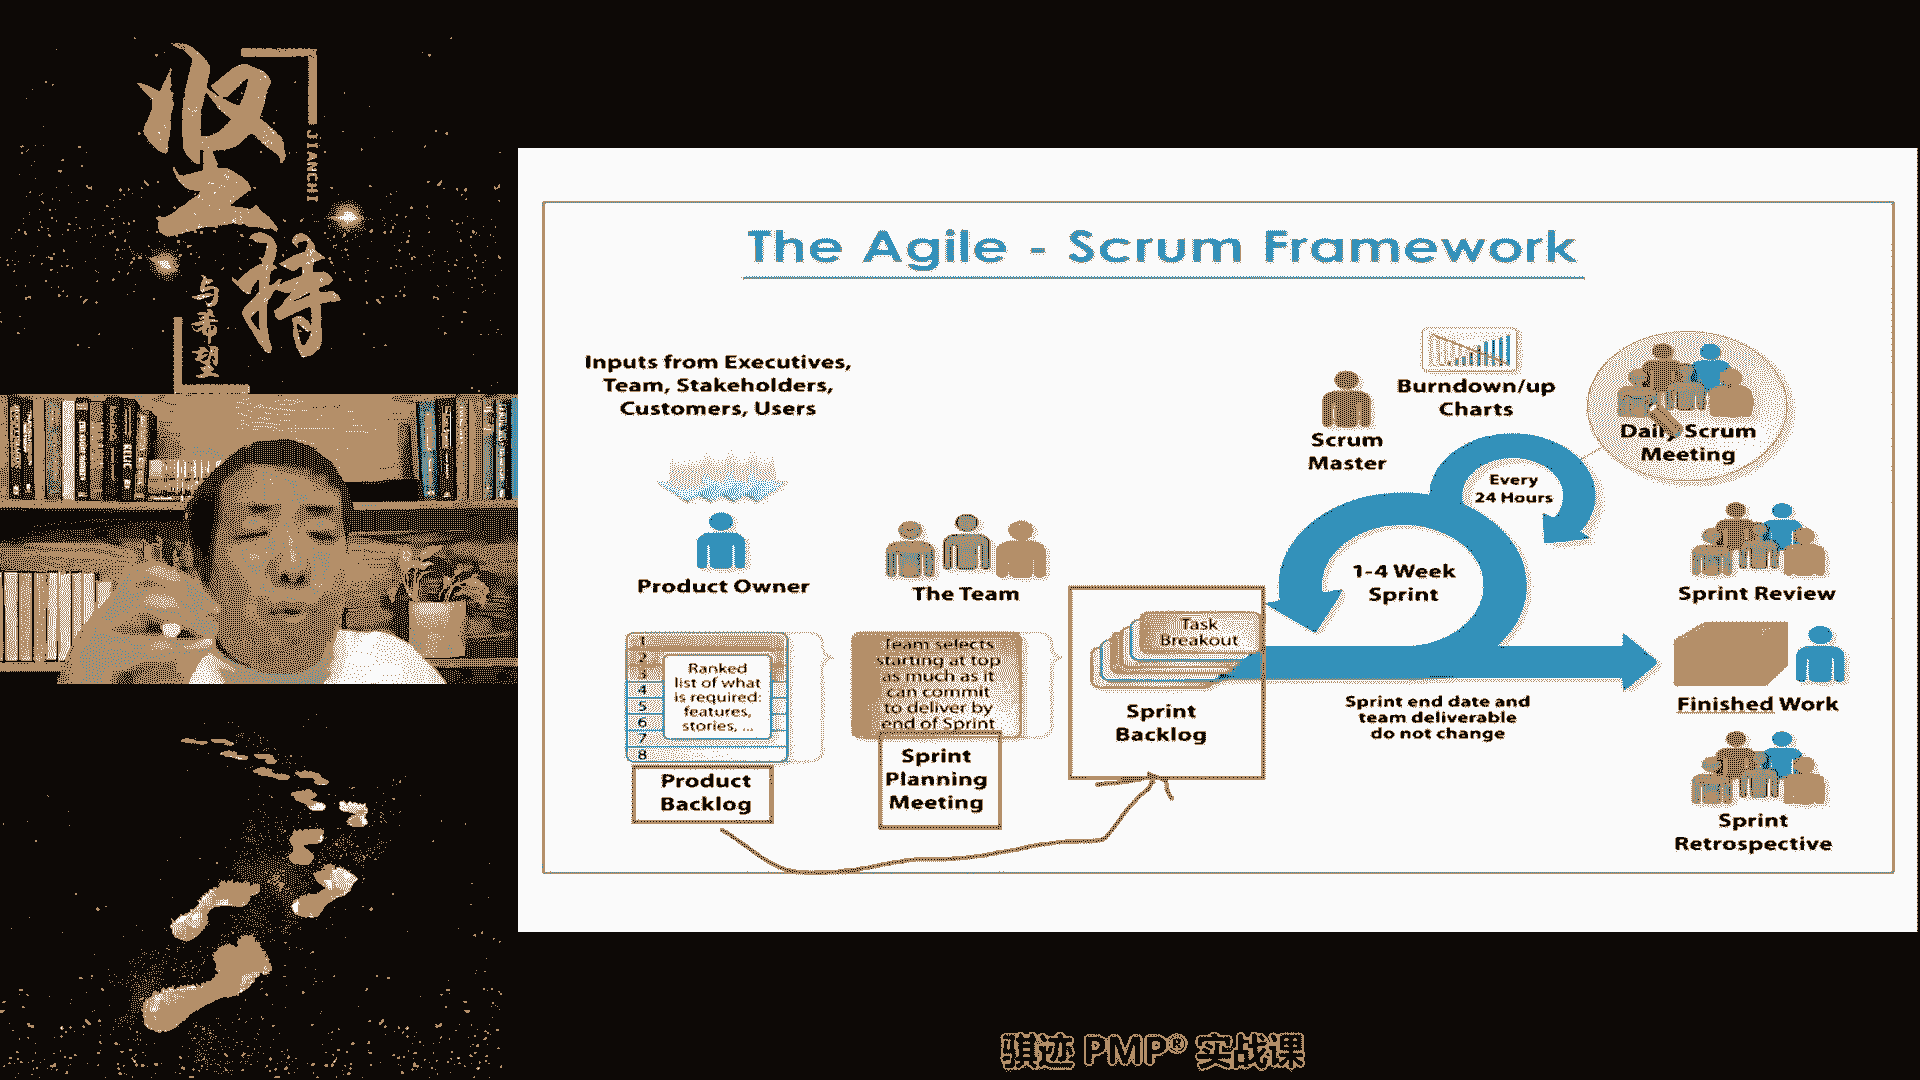 坚持
JIANCHI
与希望
The Agile - Scrum Framework
Inputs from Executives,
Team, Stakeholders,
Customers, Users
Product Owner
The Team
1
2
3
4
5
6
7
8
Ranked
list of what
is required:
features,
stories, ...
Product
Backlog
Team selects
starting at top
as much as it
can commit
to deliver by
end of Sprint
Sprint
Planning
Meeting
Task
Breakout
Sprint
Backlog
Scrum
Master
Burndown/up
Charts
Every
24 Hours
1-4 Week
Sprint
Sprint end date and
team deliverable
do not change
Daily Scrum
Meeting
Sprint Review
Finished Work
Sprint
Retrospective
骐迹 PMP® 实战课